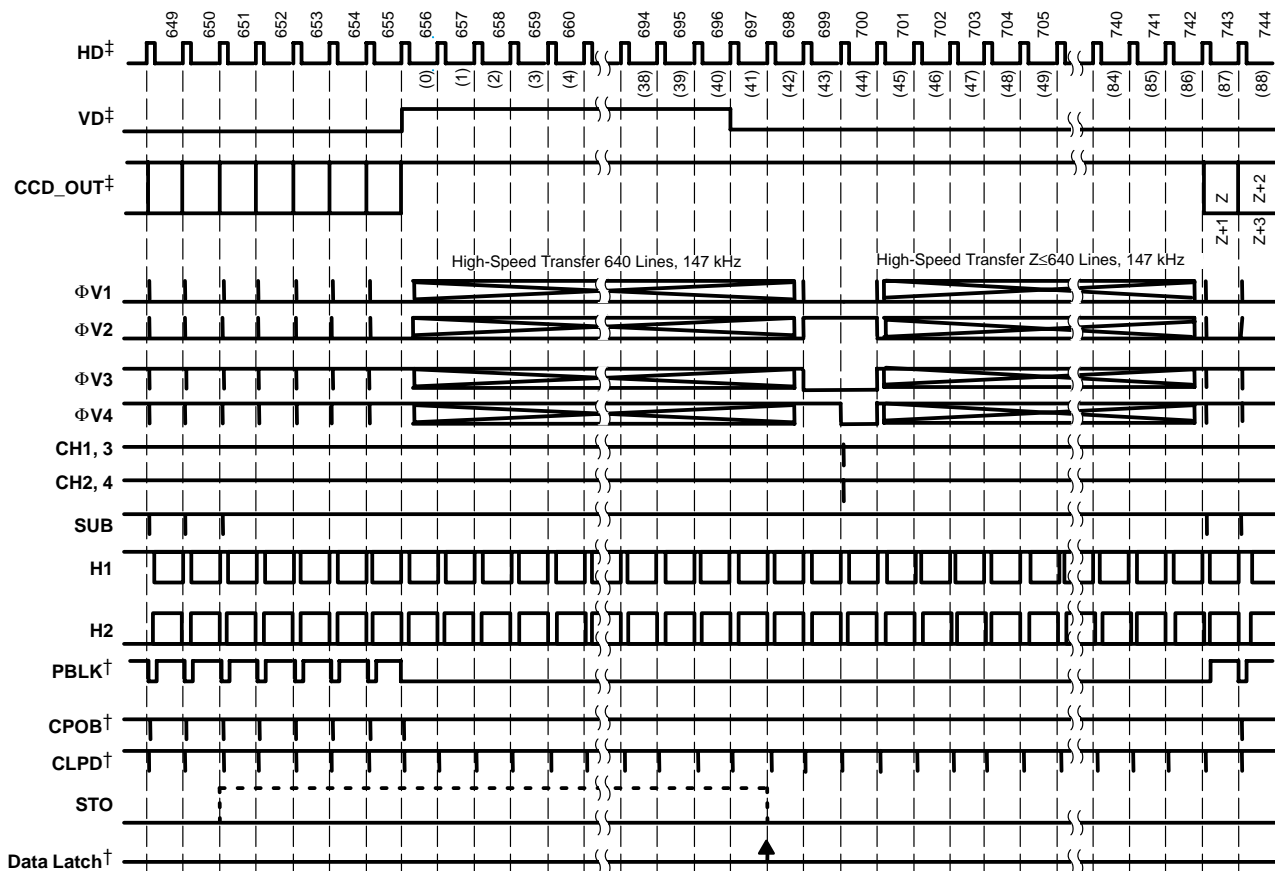 649 650 651 652 653 654 655 656 657 658 659 660 694 695 696 697 698 699 700 701 702 703 704 705 740 741 742 743 744
HD‡
(0) (1) (2) (3) (4) (38) (39) (40) (41) (42) (43) (44) (45) (46) (47) (48) (49) (84) (85) (86) (87) (88)
VD‡
CCD_OUT‡
Z Z+2
Z+1 Z+3
High-Speed Transfer 640 Lines, 147 kHz
High-Speed Transfer Z≤640 Lines, 147 kHz
ΦV1
ΦV2
ΦV3
ΦV4
CH1, 3
CH2, 4
SUB
H1
H2
PBLK†
CPOB†
CLPD†
STO
Data Latch†